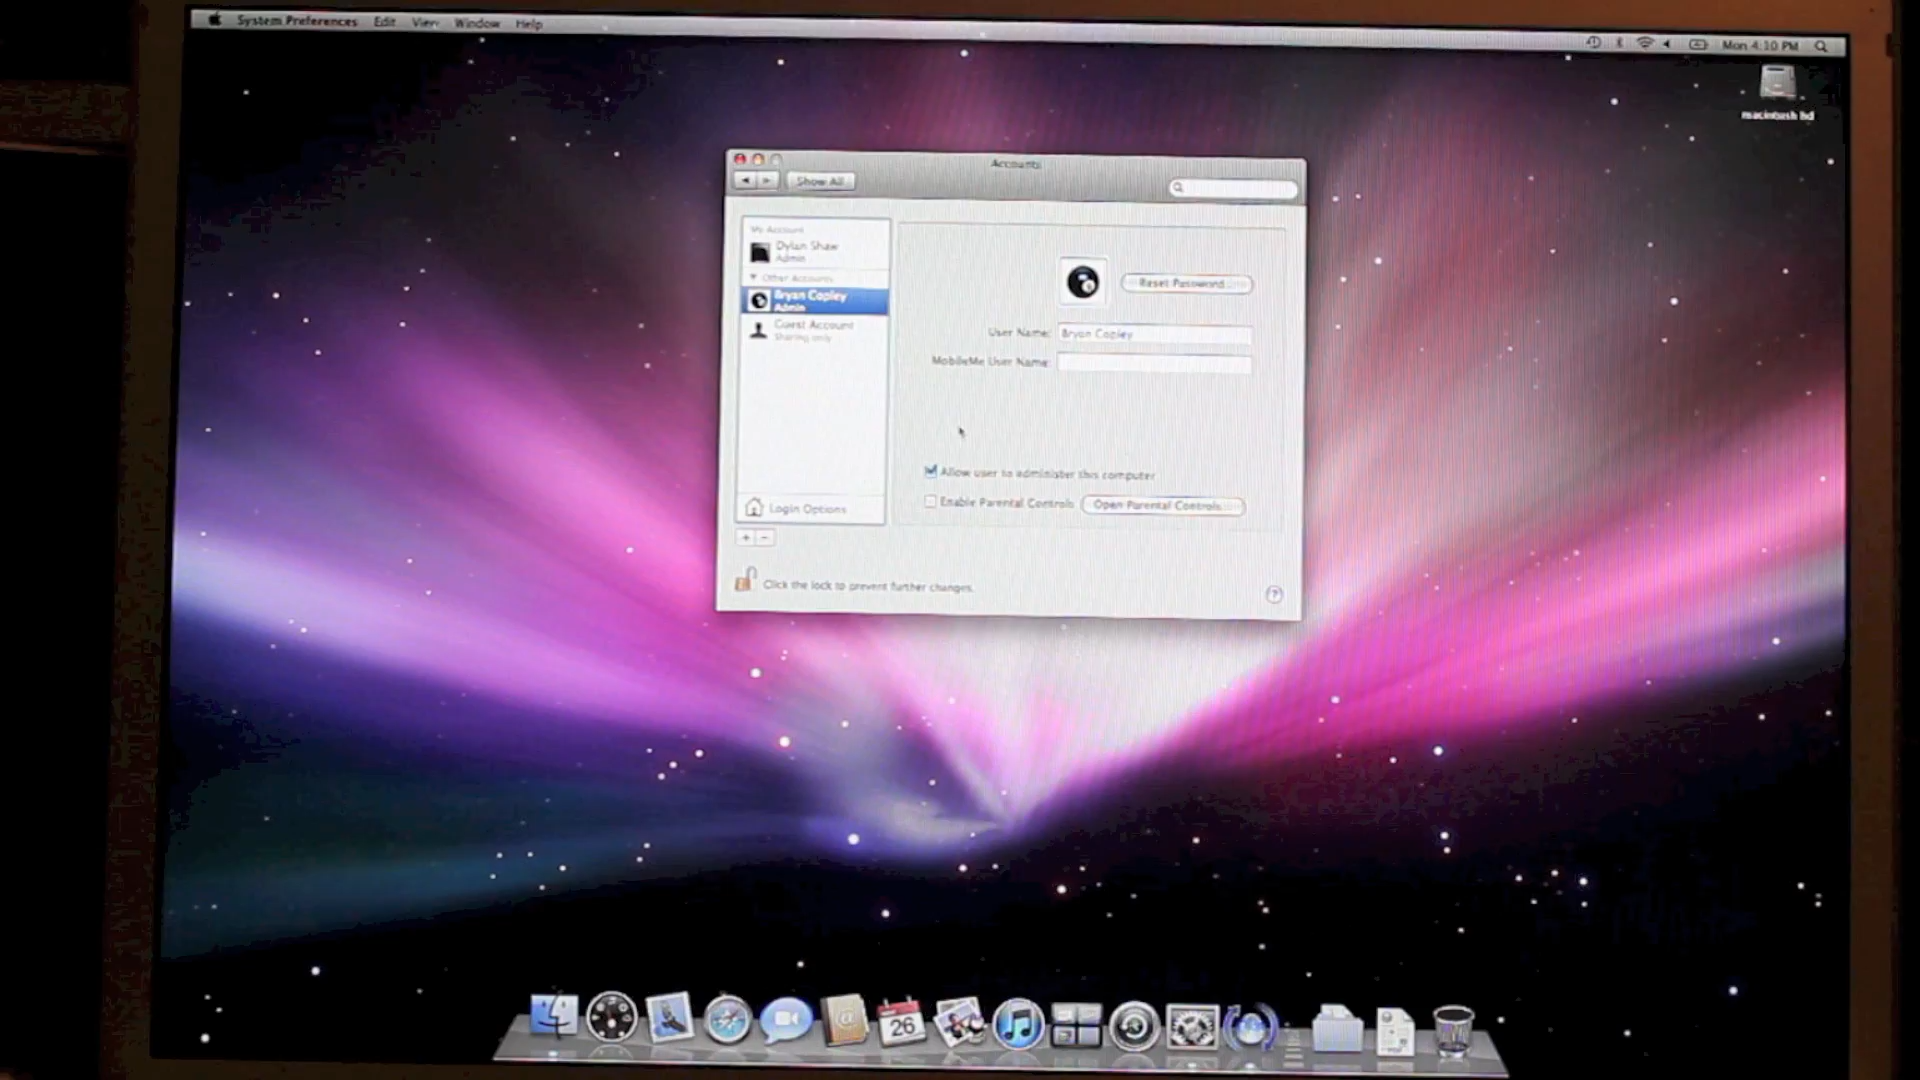 System Preferences Edit View Window Help
Mon 4:10 PM
macintosh hd
Accounts
Show All
My Account
Dylan Shaw
Admin
Other Accounts
Bryan Copley
Admin
Guest Account
Sharing only
Login Options
Reset Password...
User Name: Bryan Copley
MobileMe User Name:
Allow user to administer this computer
Enable Parental Controls Open Parental Controls...
Click the lock to prevent further changes.
26